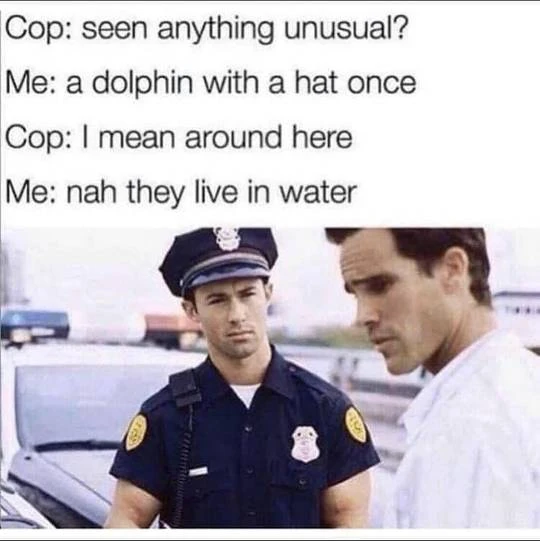 Cop: seen anything unusual?
Me: a dolphin with a hat once
Cop: I mean around here
Me: nah they live in water